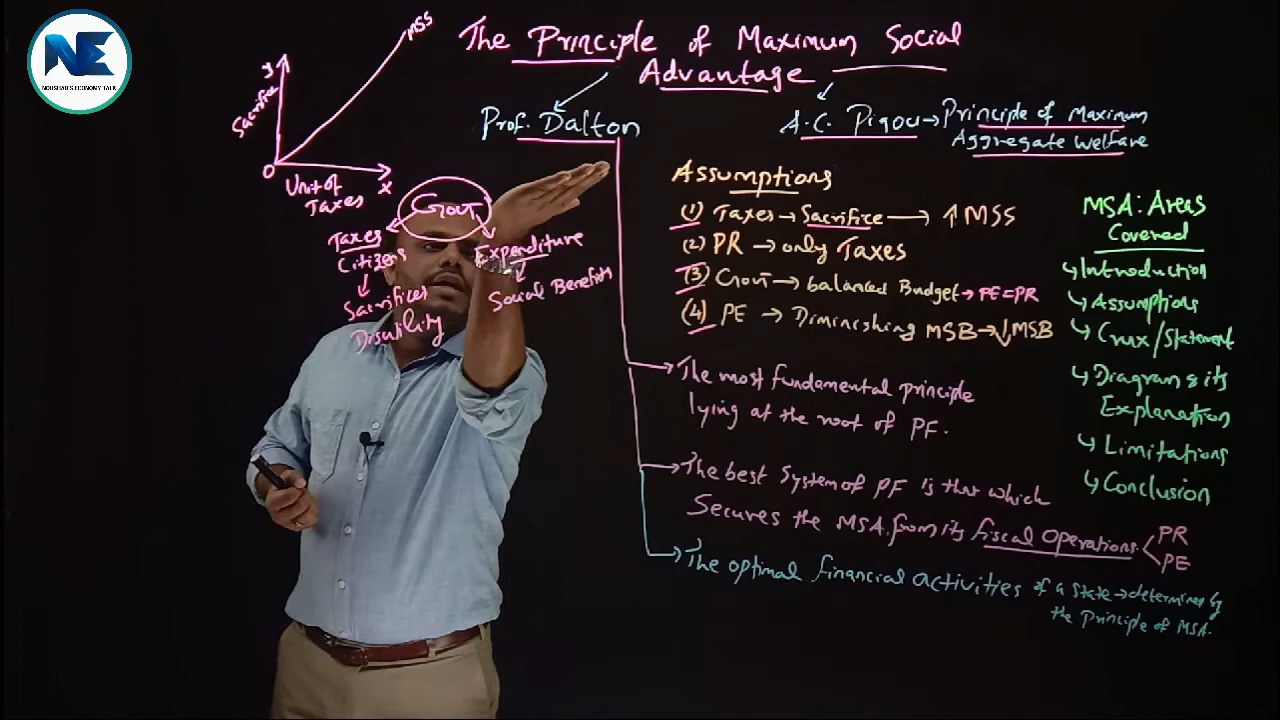 NE
NOUSHAD'S ECONOMY TALK
The Principle of Maximum Social
Advantage
Prof. Dalton
A.C. Pigou → Principle of Maximum
Aggregate Welfare
MSS
y
Sacrifice
O
Unit of
Taxes
x
Govt
Taxes
Citizens
Sacrifices
Disutility
Expenditure
Social Benefits
Assumptions
(1) Taxes → Sacrifice → ↑ MSS
(2) PR → only Taxes
(3) Govt → balanced Budget → PE = PR
(4) PE → Diminishing MSB → ↓ MSB
The most fundamental principle
lying at the root of PF.
The best system of PF is that which
Secures the MSA from its fiscal operations
PR
PE
The optimal financial activities of a state → determined by
the Principle of MSA.
MSA: Areas
Covered
↳ Introduction
↳ Assumptions
↳ Crux/Statement
↳ Diagram & its
Explanation
↳ Limitations
↳ Conclusion